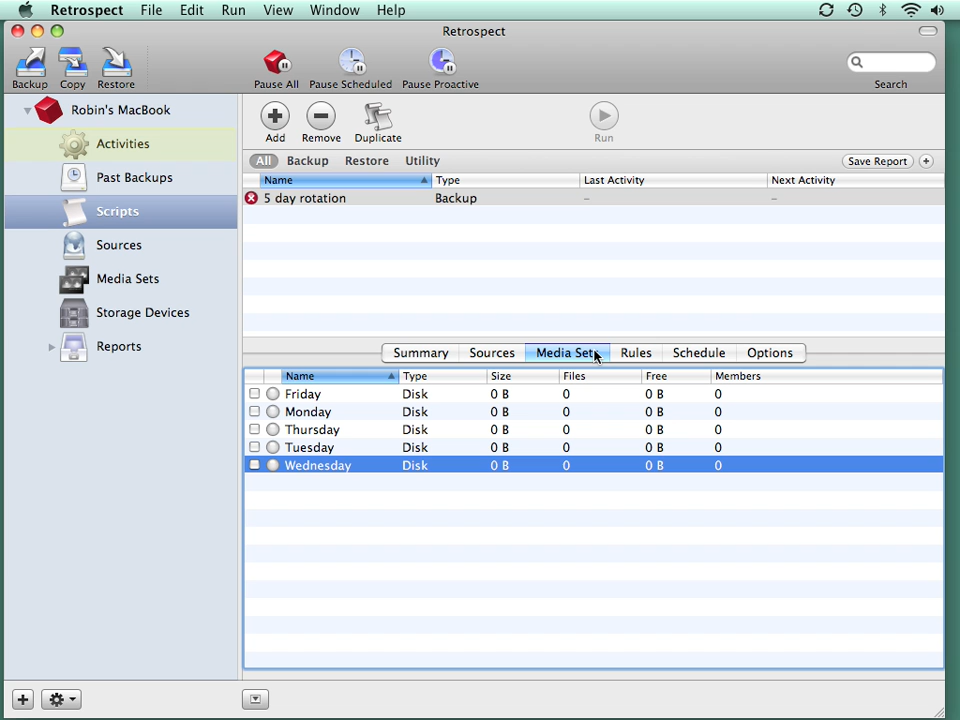 Retrospect File Edit Run View Window Help
Retrospect
Backup Copy Restore Pause All Pause Scheduled Pause Proactive Search
Robin's MacBook
Activities
Past Backups
Scripts
Sources
Media Sets
Storage Devices
Reports
Add Remove Duplicate Run
All Backup Restore Utility Save Report
Name Type Last Activity Next Activity
5 day rotation Backup – –
Summary Sources Media Sets Rules Schedule Options
Name Type Size Files Free Members
Friday Disk 0 B 0 0 B 0
Monday Disk 0 B 0 0 B 0
Thursday Disk 0 B 0 0 B 0
Tuesday Disk 0 B 0 0 B 0
Wednesday Disk 0 B 0 0 B 0